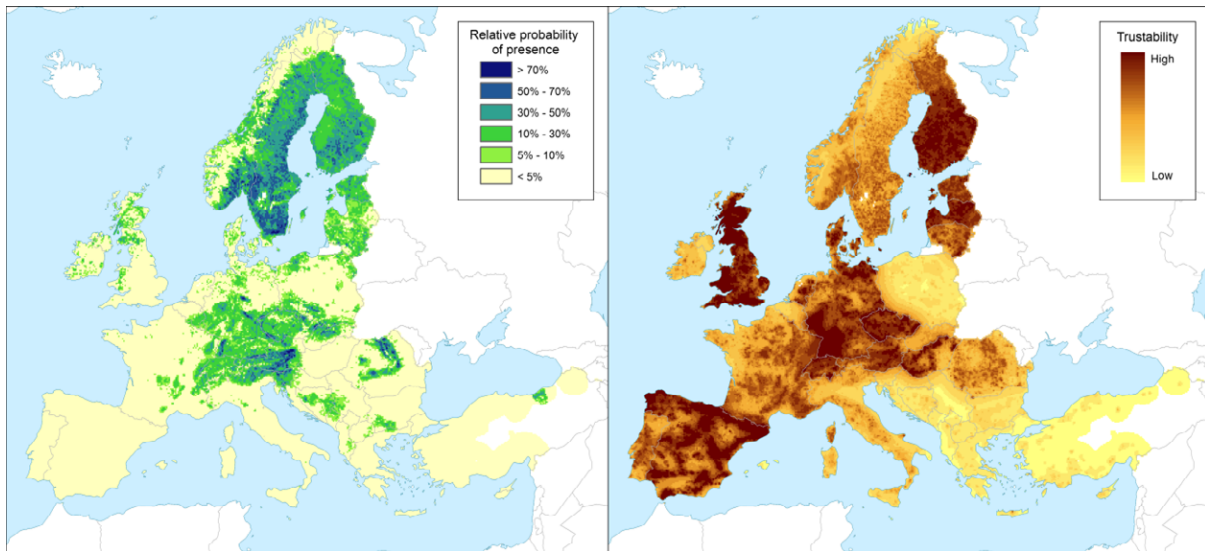 Relative probability
of presence
> 70%
50% - 70%
30% - 50%
10% - 30%
5% - 10%
< 5%
Trustability
High
Low